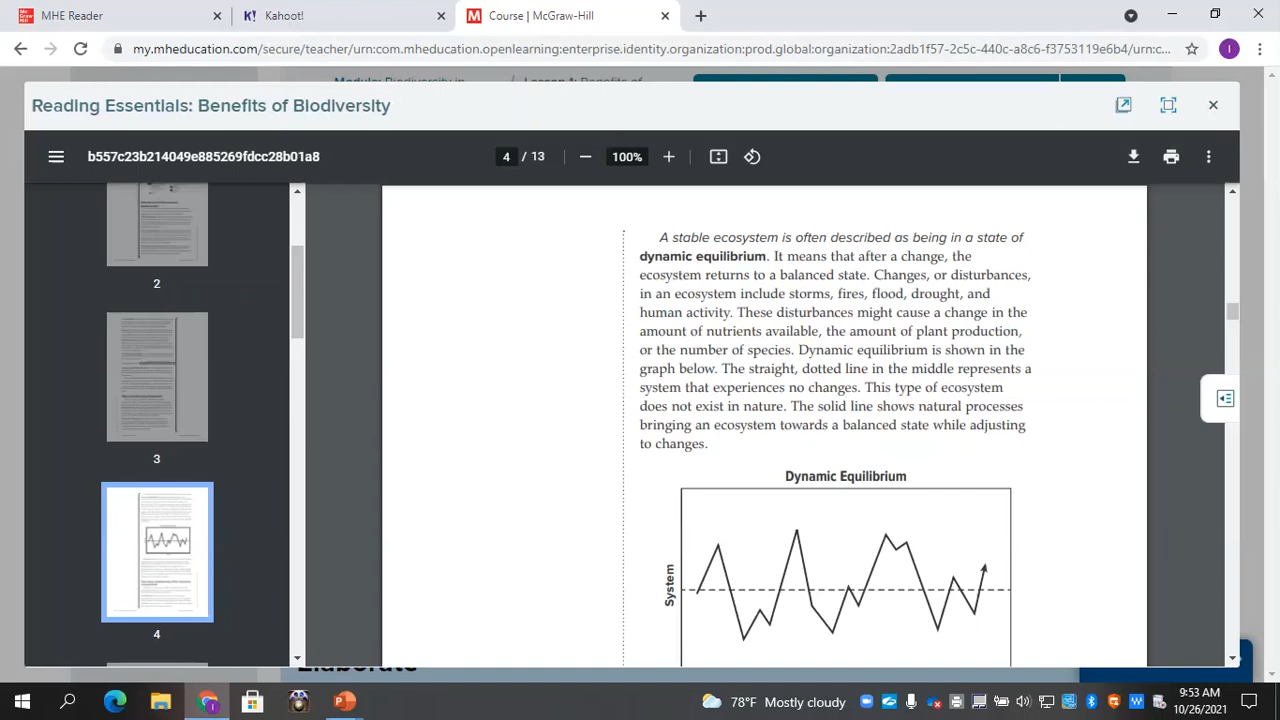 MHE Reader
Kahoot!
Course | McGraw-Hill
my.mheducation.com/secure/teacher/urn:com.mheducation.openlearning:enterprise.identity.organization:prod.global:organization:2adb1f57-2c5c-440c-a8c6-f3753119e6b4/urn:c...
Module: Biodiversity in / Lesson 1: Benefits of
Reading Essentials: Benefits of Biodiversity
b557c23b214049e885269fdcc28b01a8
4 / 13
100%
2
3
4
A stable ecosystem is often described as being in a state of
dynamic equilibrium. It means that after a change, the
ecosystem returns to a balanced state. Changes, or disturbances,
in an ecosystem include storms, fires, flood, drought, and
human activity. These disturbances might cause a change in the
amount of nutrients available, the amount of plant production,
or the number of species. Dynamic equilibrium is shown in the
graph below. The straight, dotted line in the middle represents a
system that experiences no changes. This type of ecosystem
does not exist in nature. The solid line shows natural processes
bringing an ecosystem towards a balanced state while adjusting
to changes.
Dynamic Equilibrium
System
Elaborate
78°F Mostly cloudy
9:53 AM
10/26/2021